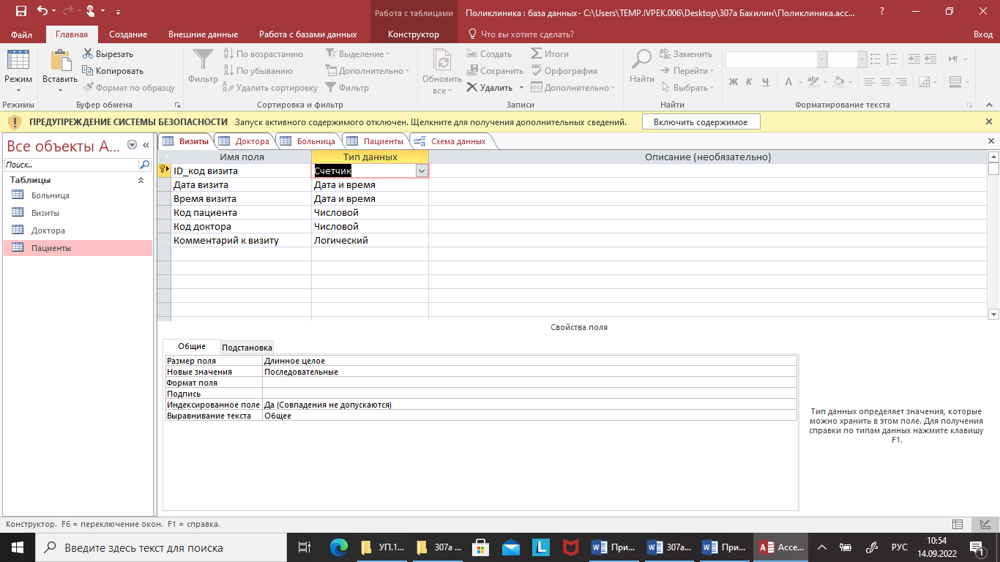 Работа с таблицами
Поликлиника : база данных- C:\Users\TEMP.IVPEK.006\Desktop\307а Бахилин\Поликлиника.acc...
?
Файл Главная Создание Внешние данные Работа с базами данных Конструктор Что вы хотите сделать? Вход
Режим
Режимы
Вставить
Вырезать
Копировать
Формат по образцу
Буфер обмена
Фильтр
По возрастанию
По убыванию
Удалить сортировку
Выделение
Дополнительно
Фильтр
Сортировка и фильтр
Обновить
все
Создать
Сохранить
Удалить
Итоги
Орфография
Дополнительно
Записи
Найти
Заменить
Перейти
Выбрать
Найти
Ж К Ч А
Форматирование текста
ПРЕДУПРЕЖДЕНИЕ СИСТЕМЫ БЕЗОПАСНОСТИ Запуск активного содержимого отключен. Щелкните для получения дополнительных сведений. Включить содержимое
Все объекты A...
Поиск...
Таблицы
Больница
Визиты
Доктора
Пациенты
Визиты Доктора Больница Пациенты Схема данных
Имя поля Тип данных Описание (необязательно)
ID_код визита Счетчик
Дата визита Дата и время
Время визита Дата и время
Код пациента Числовой
Код доктора Числовой
Комментарий к визиту Логический
Свойства поля
Общие Подстановка
Размер поля Длинное целое
Новые значения Последовательные
Формат поля
Подпись
Индексированное поле Да (Совпадения не допускаются)
Выравнивание текста Общее
Тип данных определяет значения, которые
можно хранить в этом поле. Для получения
справки по типам данных нажмите клавишу
F1.
Конструктор. F6 = переключение окон. F1 = справка.
Введите здесь текст для поиска
УП.1...
307а ...
L
При...
307а...
При...
Acce...
РУС
10:54
14.09.2022
1